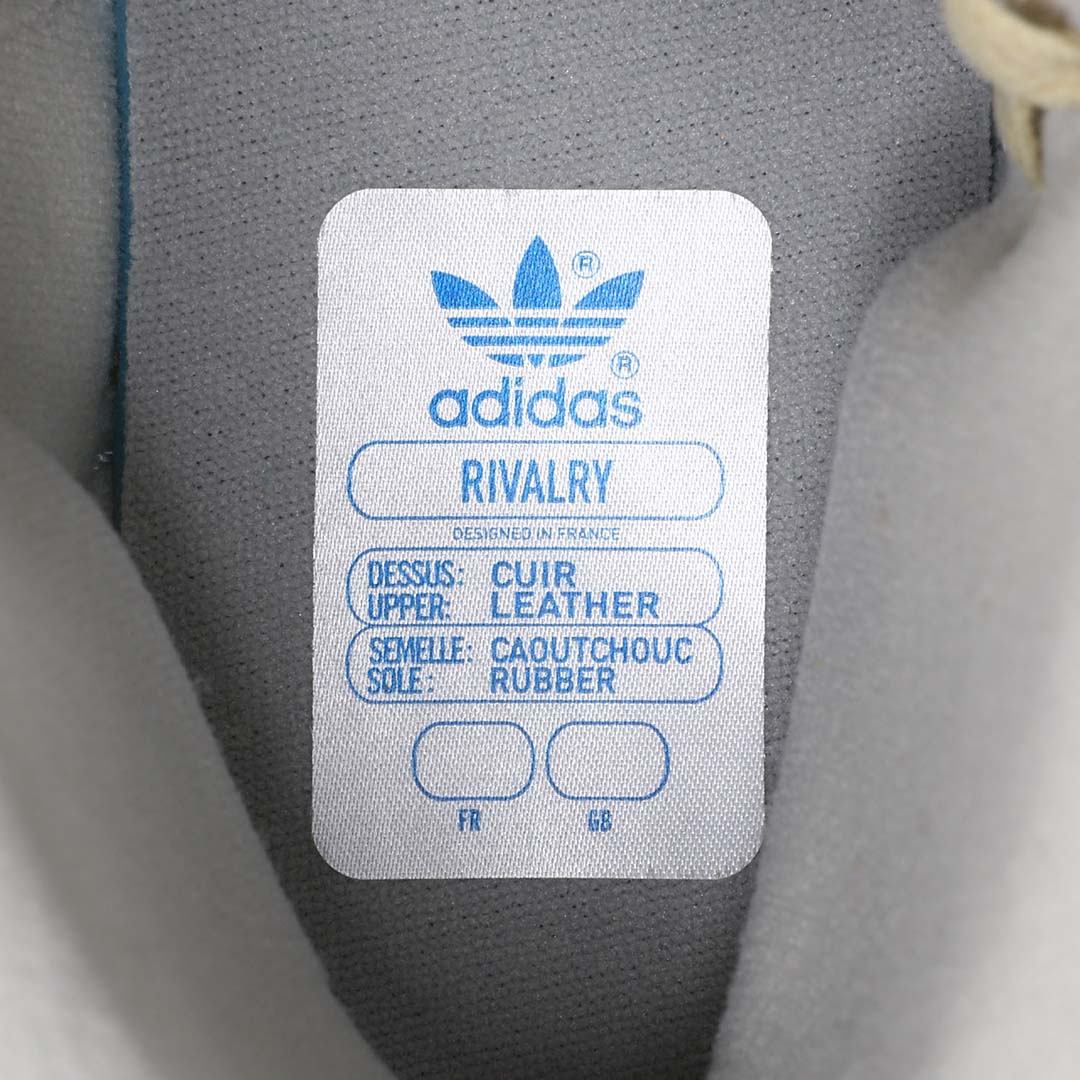 ®
®
adidas
RIVALRY
DESIGNED IN FRANCE
DESSUS: CUIR
UPPER: LEATHER
SEMELLE: CAOUTCHOUC
SOLE: RUBBER
FR GB